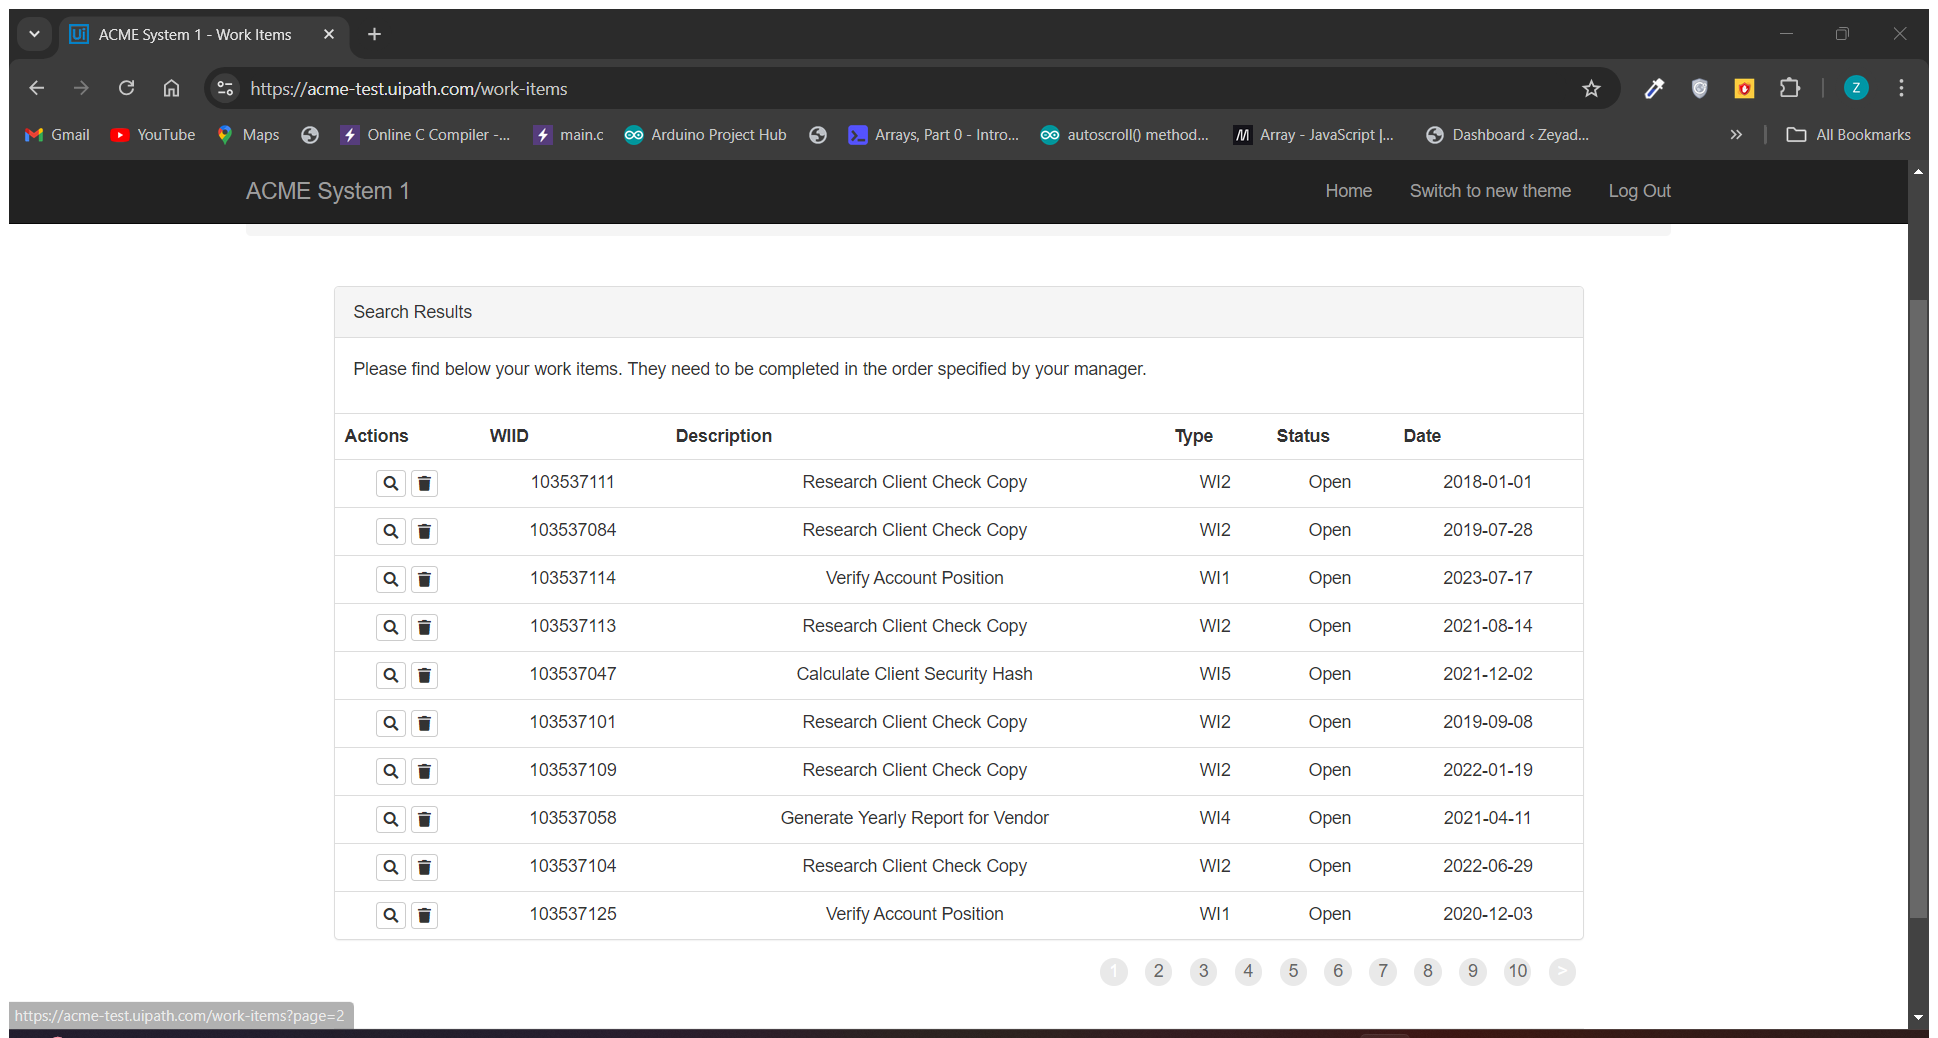 ACME System 1 - Work Items
https://acme-test.uipath.com/work-items
Z
Gmail YouTube Maps Online C Compiler -... main.c Arduino Project Hub Arrays, Part 0 - Intro... autoscroll() method... Array - JavaScript |... Dashboard ‹ Zeyad... » All Bookmarks
ACME System 1 Home Switch to new theme Log Out
Search Results
Please find below your work items. They need to be completed in the order specified by your manager.
Actions WIID Description Type Status Date
103537111 Research Client Check Copy WI2 Open 2018-01-01
103537084 Research Client Check Copy WI2 Open 2019-07-28
103537114 Verify Account Position WI1 Open 2023-07-17
103537113 Research Client Check Copy WI2 Open 2021-08-14
103537047 Calculate Client Security Hash WI5 Open 2021-12-02
103537101 Research Client Check Copy WI2 Open 2019-09-08
103537109 Research Client Check Copy WI2 Open 2022-01-19
103537058 Generate Yearly Report for Vendor WI4 Open 2021-04-11
103537104 Research Client Check Copy WI2 Open 2022-06-29
103537125 Verify Account Position WI1 Open 2020-12-03
1 2 3 4 5 6 7 8 9 10 >
https://acme-test.uipath.com/work-items?page=2